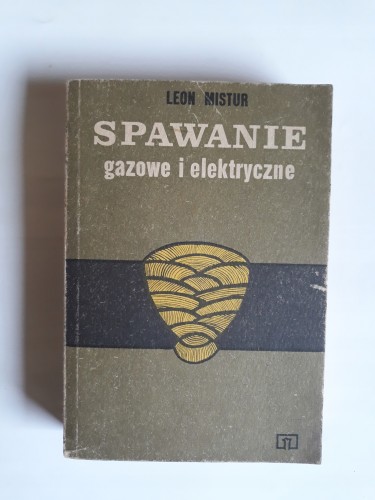 LEON MISTUR
SPAWANIE
gazowe i elektryczne